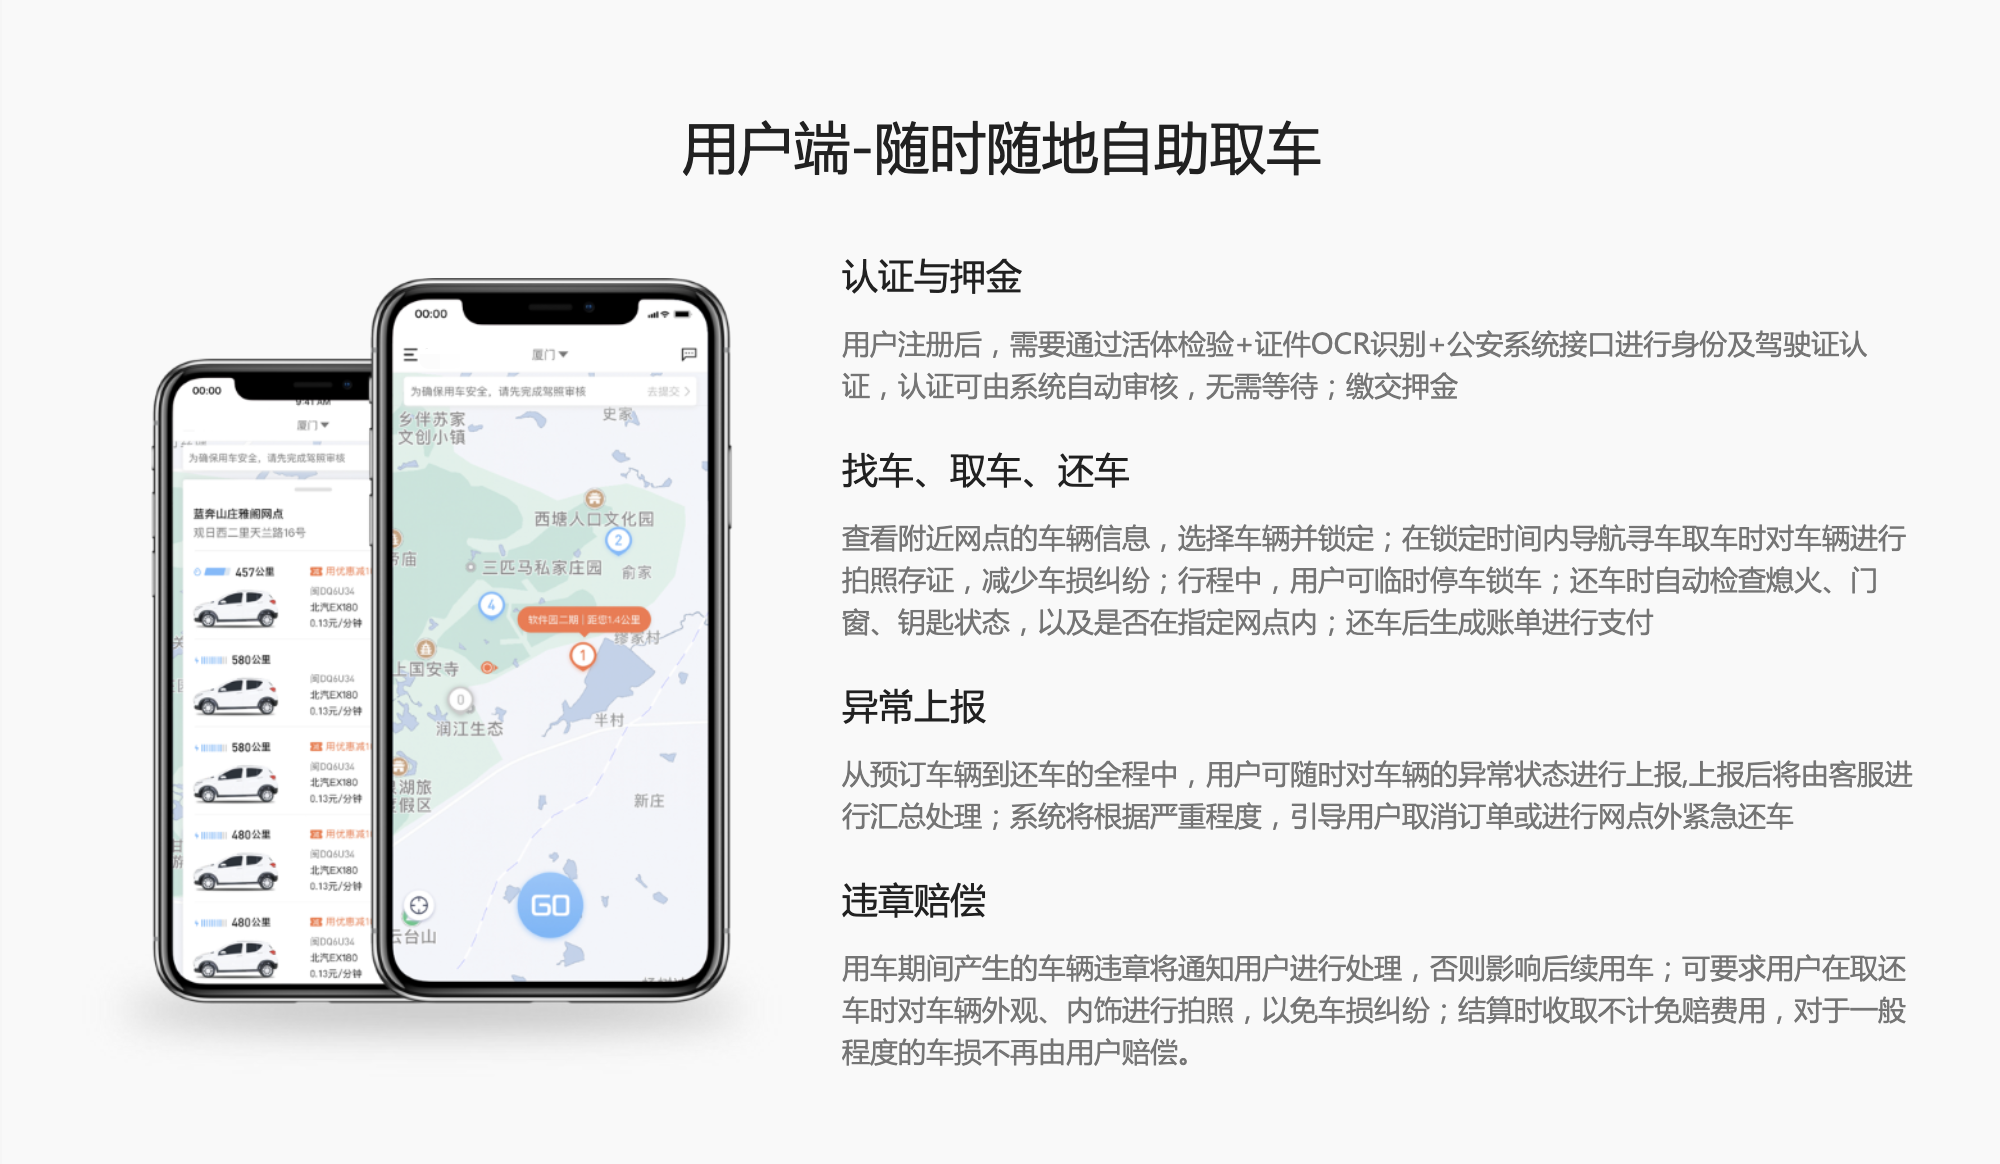 用户端-随时随地自助取车
认证与押金
用户注册后，需要通过活体检验+证件OCR识别+公安系统接口进行身份及驾驶证认
证，认证可由系统自动审核，无需等待；缴交押金
找车、取车、还车
查看附近网点的车辆信息，选择车辆并锁定；在锁定时间内导航寻车取车时对车辆进行
拍照存证，减少车损纠纷；行程中，用户可临时停车锁车；还车时自动检查熄火、门
窗、钥匙状态，以及是否在指定网点内；还车后生成账单进行支付
异常上报
从预订车辆到还车的全程中，用户可随时对车辆的异常状态进行上报,上报后将由客服进
行汇总处理；系统将根据严重程度，引导用户取消订单或进行网点外紧急还车
违章赔偿
用车期间产生的车辆违章将通知用户进行处理，否则影响后续用车；可要求用户在取还
车时对车辆外观、内饰进行拍照，以免车损纠纷；结算时收取不计免赔费用，对于一般
程度的车损不再由用户赔偿。
00:00
9:41 AM
厦门
为确保用车安全，请先完成驾照审核
蓝奔山庄雅阁网点
观日西二里天兰路16号
457公里
用优惠减1
闽DQ6U34
北汽EX180
0.13元/分钟
580公里
闽DQ6U34
北汽EX180
0.13元/分钟
580公里
用优惠减1
闽DQ6U34
北汽EX180
0.13元/分钟
480公里
用优惠减1
闽DQ6U34
北汽EX180
0.13元/分钟
480公里
用优惠减1
闽DQ6U34
北汽EX180
0.13元/分钟
00:00
厦门
为确保用车安全，请先完成驾照审核
去提交
乡伴苏家
文创小镇
史家
西塘人口文化园
2
帝庙
三匹马私家庄园
俞家
4
软件园二期 | 距您1.4公里
缪家村
1
上国安寺
0
润江生态
半村
湖旅
度假区
新庄
GO
云台山